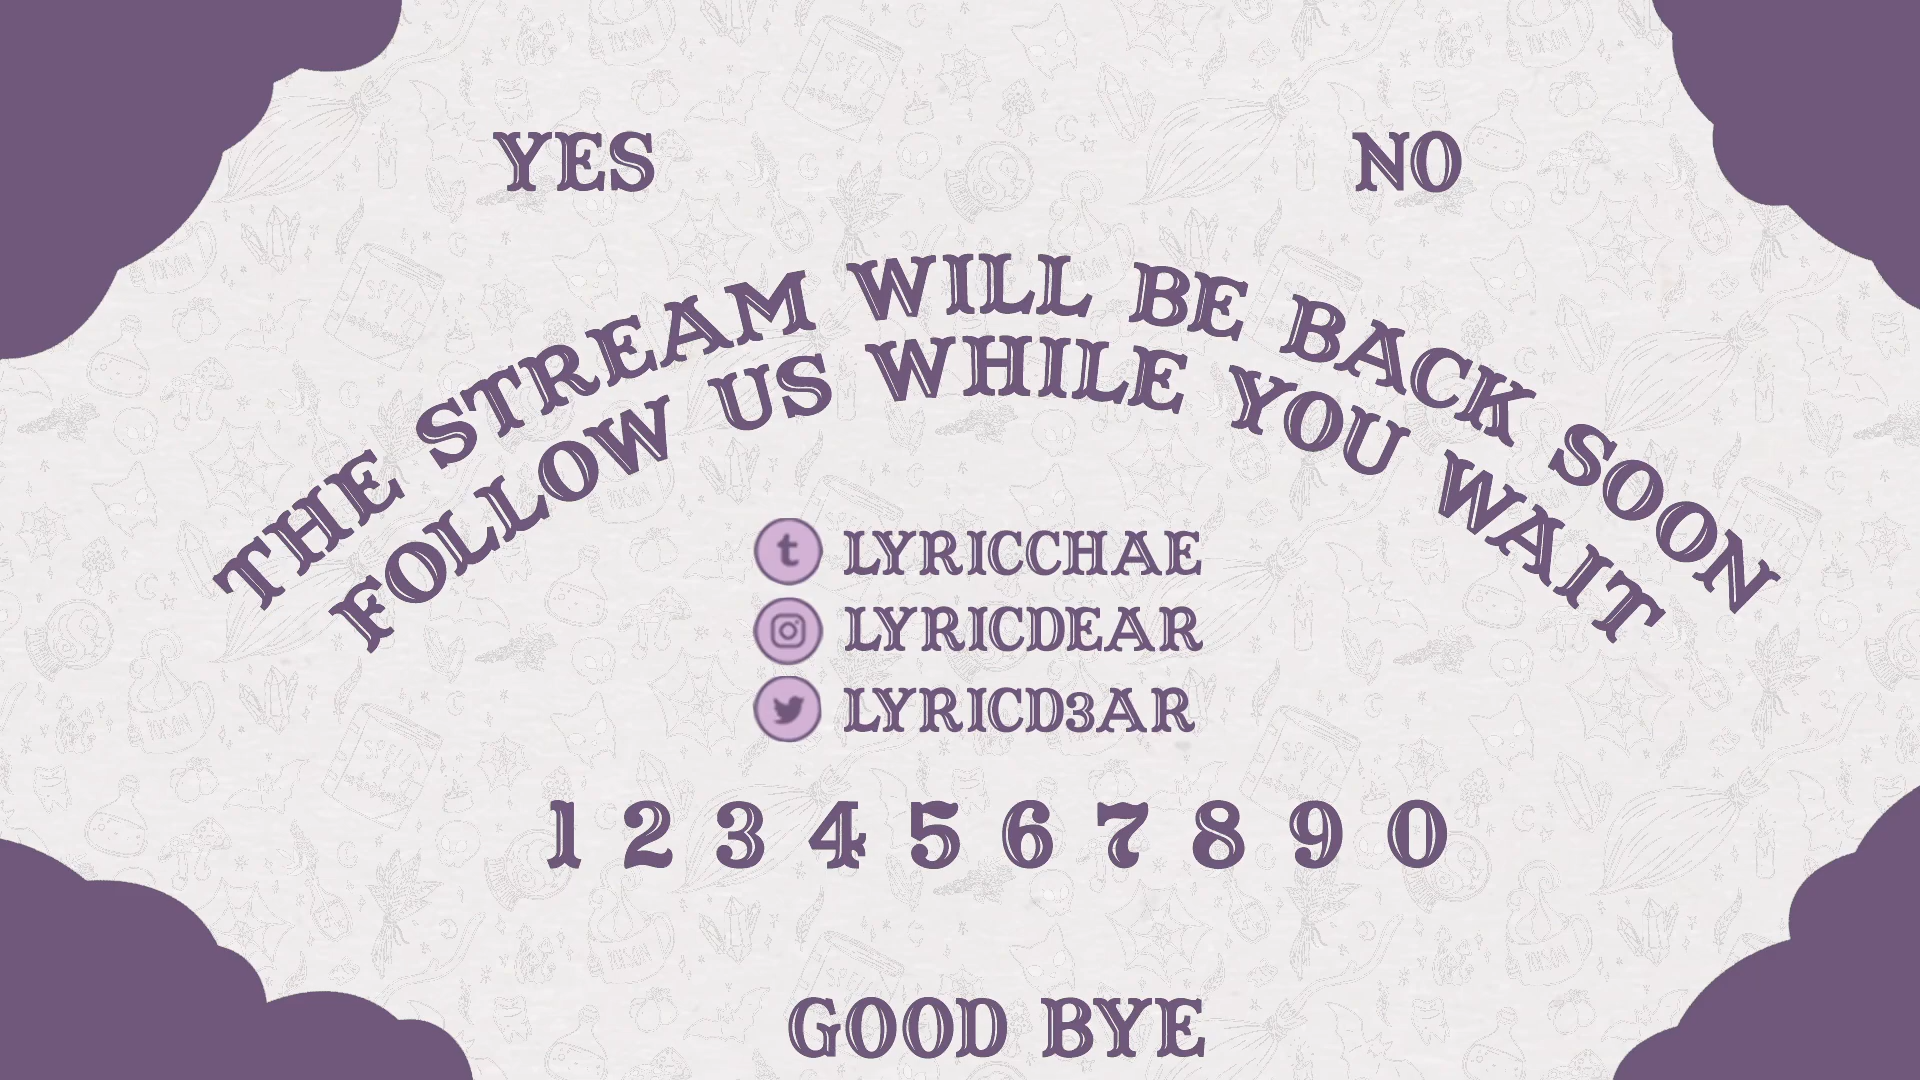 YES NO
THE STREAM WILL BE BACK SOON
FOLLOW US WHILE YOU WAIT
t LYRICCHAE
LYRICDEAR
LYRICD3AR
1 2 3 4 5 6 7 8 9 0
GOOD BYE